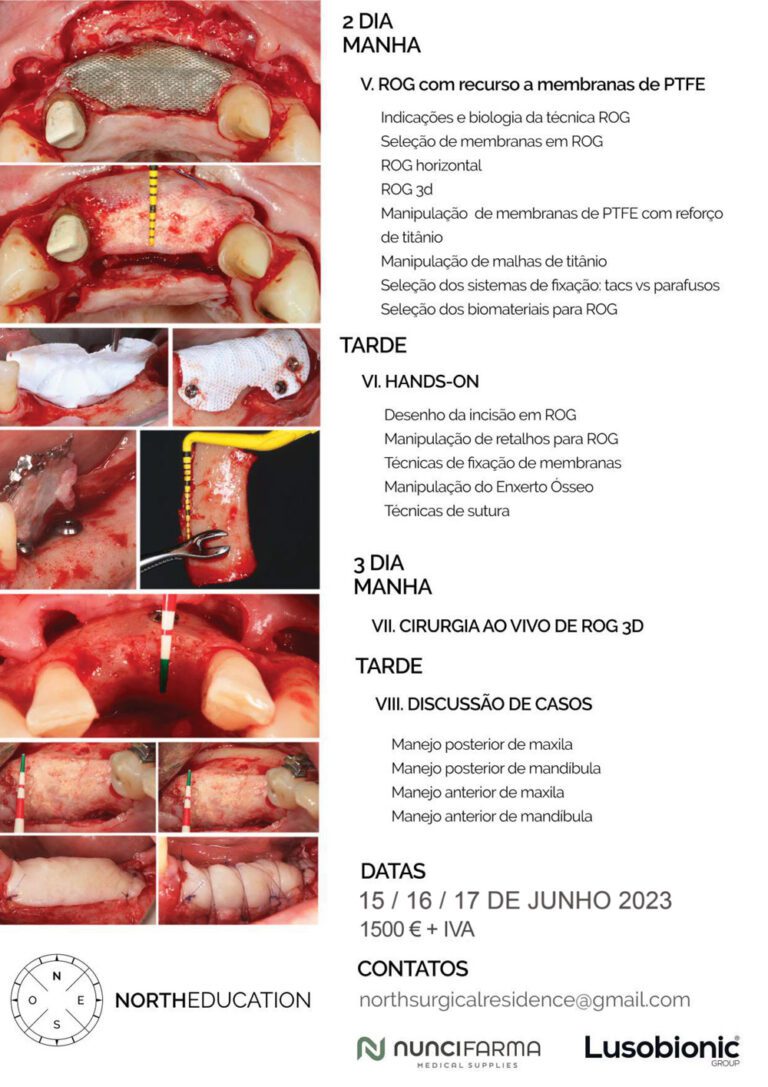 2 DIA
MANHA
V. ROG com recurso a membranas de PTFE
Indicações e biologia da técnica ROG
Seleção de membranas em ROG
ROG horizontal
ROG 3d
Manipulação de membranas de PTFE com reforço
de titânio
Manipulação de malhas de titânio
Seleção dos sistemas de fixação: tacs vs parafusos
Seleção dos biomateriais para ROG
TARDE
VI. HANDS-ON
Desenho da incisão em ROG
Manipulação de retalhos para ROG
Técnicas de fixação de membranas
Manipulação do Enxerto Ósseo
Técnicas de sutura
3 DIA
MANHA
VII. CIRURGIA AO VIVO DE ROG 3D
TARDE
VIII. DISCUSSÃO DE CASOS
Manejo posterior de maxila
Manejo posterior de mandíbula
Manejo anterior de maxila
Manejo anterior de mandíbula
DATAS
15 / 16 / 17 DE JUNHO 2023
1500 € + IVA
CONTATOS
northsurgicalresidence@gmail.com
N
O E
S
NORTHEDUCATION
NUNCIFARMA
MEDICAL SUPPLIES
Lusobionic
GROUP